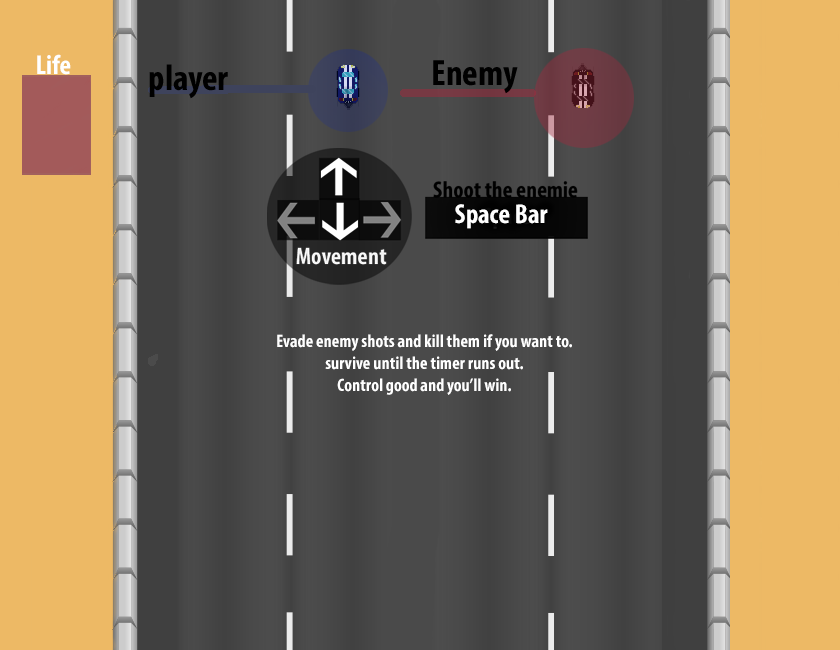 Life
player
Enemy
Shoot the enemie
Space Bar
Movement
Evade enemy shots and kill them if you want to.
survive until the timer runs out.
Control good and you'll win.